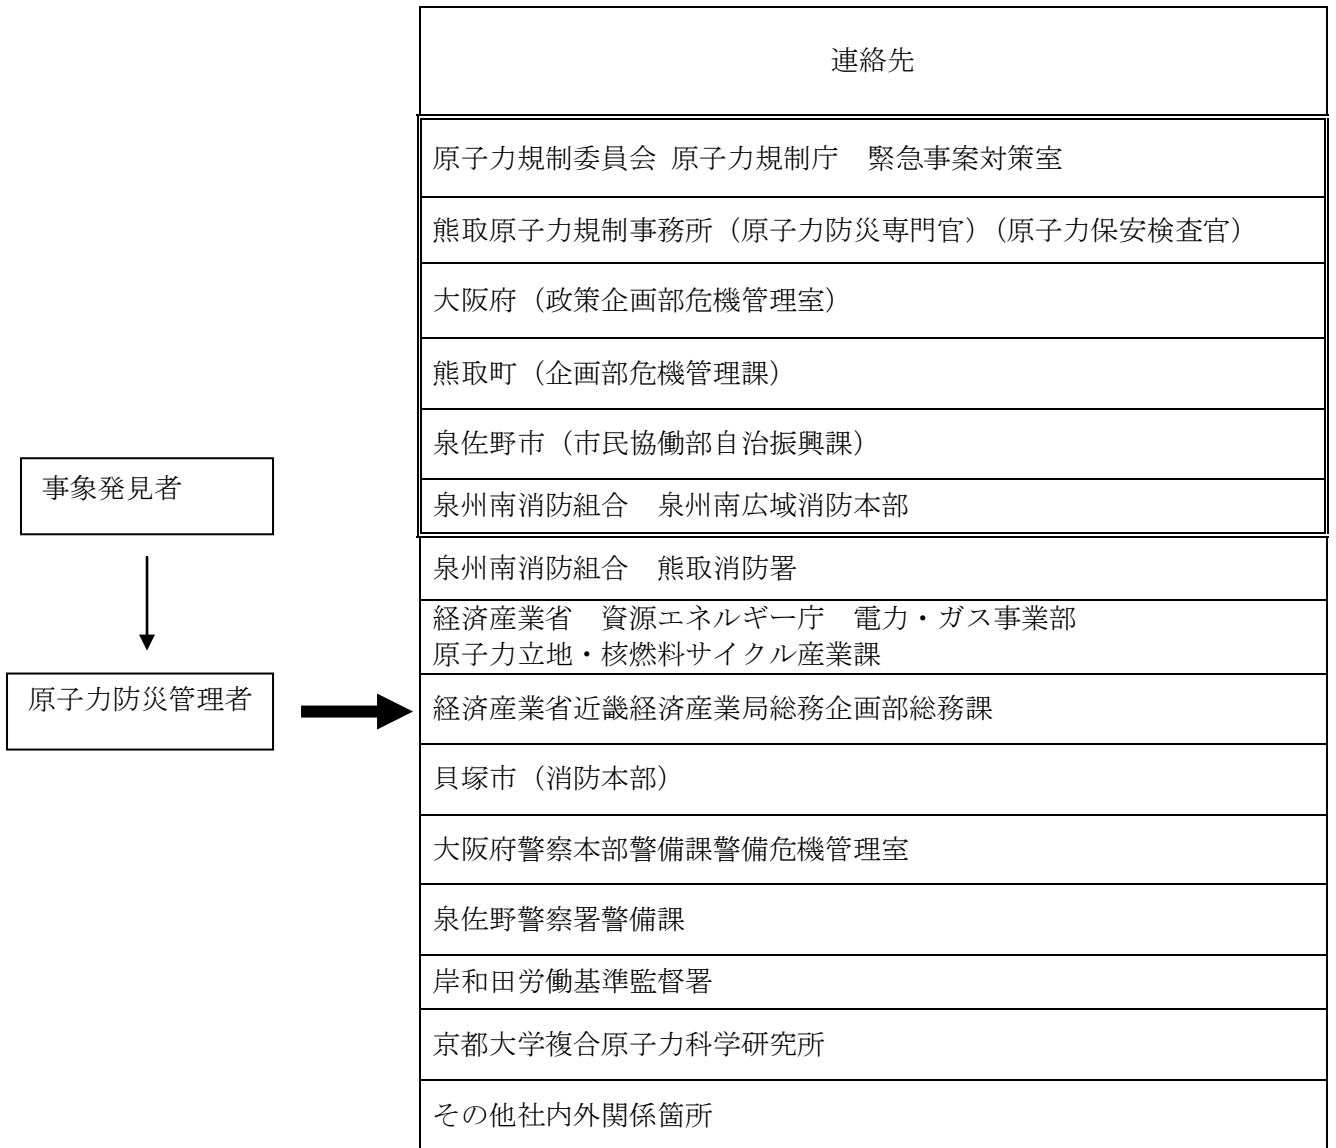 連絡先
原子力規制委員会 原子力規制庁　緊急事案対策室
熊取原子力規制事務所（原子力防災専門官）（原子力保安検査官）
大阪府（政策企画部危機管理室）
熊取町（企画部危機管理課）
泉佐野市（市民協働部自治振興課）
泉州南消防組合　泉州南広域消防本部
泉州南消防組合　熊取消防署
経済産業省　資源エネルギー庁　電力・ガス事業部
原子力立地・核燃料サイクル産業課
経済産業省近畿経済産業局総務企画部総務課
貝塚市（消防本部）
大阪府警察本部警備課警備危機管理室
泉佐野警察署警備課
岸和田労働基準監督署
京都大学複合原子力科学研究所
その他社内外関係箇所
事象発見者
原子力防災管理者